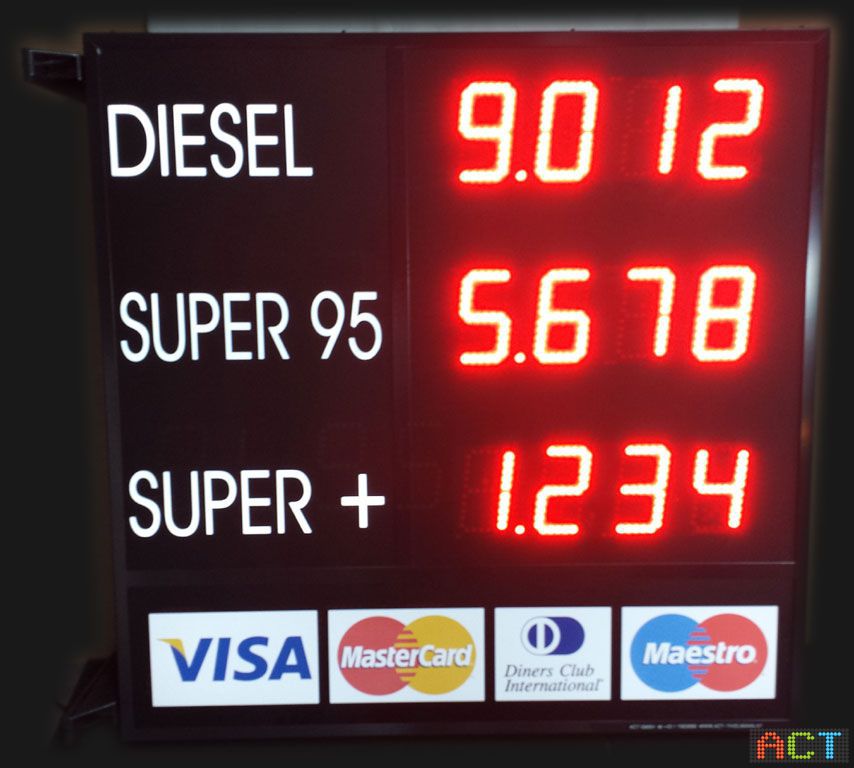 DIESEL 9.012
SUPER 95 5.678
SUPER + 1.234
VISA MasterCard Diners Club International Maestro
ACT